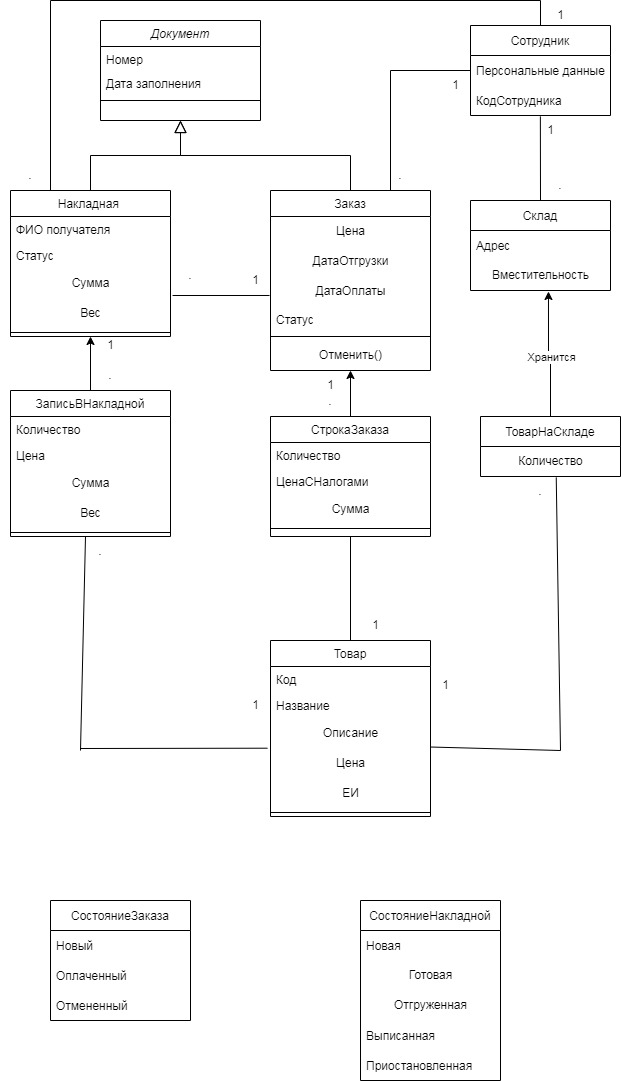 1
Документ
Номер
Дата заполнения
Сотрудник
Персональные данные
КодСотрудника
1
1
Накладная
ФИО получателя
Статус
Сумма
Вес
Заказ
Цена
ДатаОтгрузки
ДатаОплаты
Статус
Отменить()
Склад
Адрес
Вместительность
1
1
1
Хранится
ЗаписьВНакладной
Количество
Цена
Сумма
Вес
СтрокаЗаказа
Количество
ЦенаСНалогами
Сумма
ТоварНаСкладе
Количество
1
1
1
Товар
Код
Название
Описание
Цена
ЕИ
СостояниеЗаказа
Новый
Оплаченный
Отмененный
СостояниеНакладной
Новая
Готовая
Отгруженная
Выписанная
Приостановленная